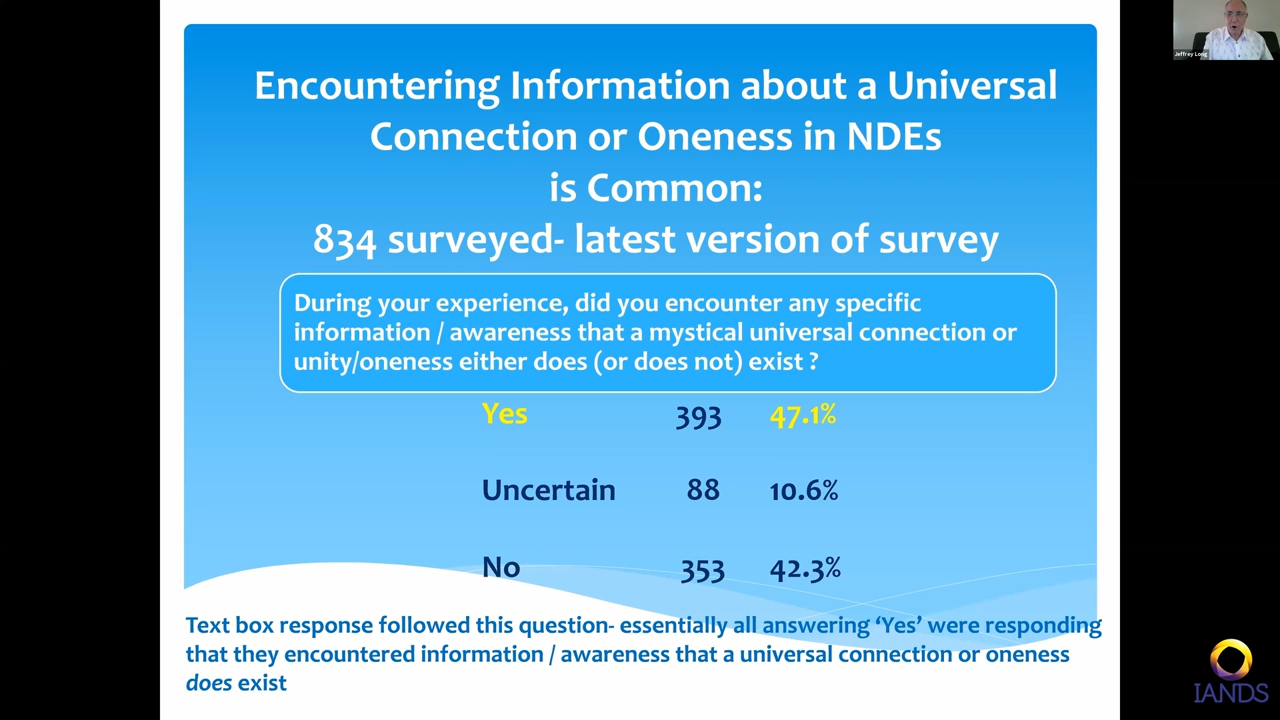 Encountering Information about a Universal
Connection or Oneness in NDEs
is Common:
834 surveyed- latest version of survey
During your experience, did you encounter any specific
information / awareness that a mystical universal connection or
unity/oneness either does (or does not) exist ?
Yes 393 47.1%
Uncertain 88 10.6%
No 353 42.3%
Text box response followed this question- essentially all answering ‘Yes’ were responding
that they encountered information / awareness that a universal connection or oneness
does exist
Jeffrey Long
IANDS